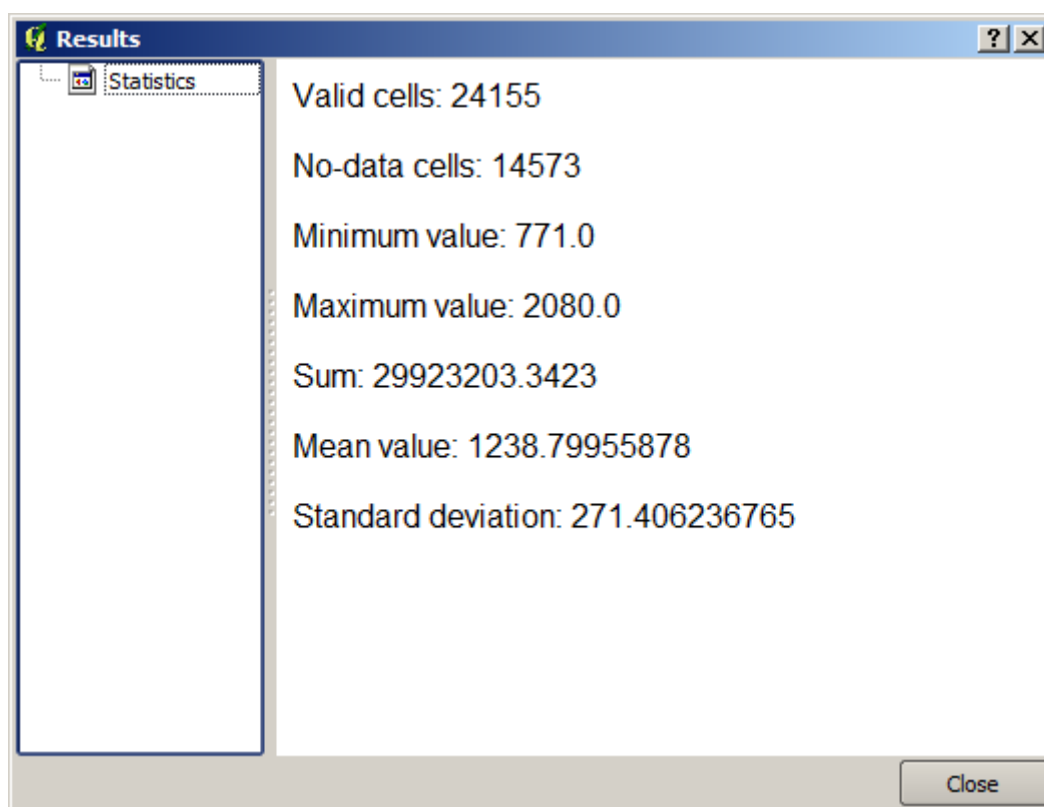 Results
Statistics
Valid cells: 24155
No-data cells: 14573
Minimum value: 771.0
Maximum value: 2080.0
Sum: 29923203.3423
Mean value: 1238.79955878
Standard deviation: 271.406236765
Close